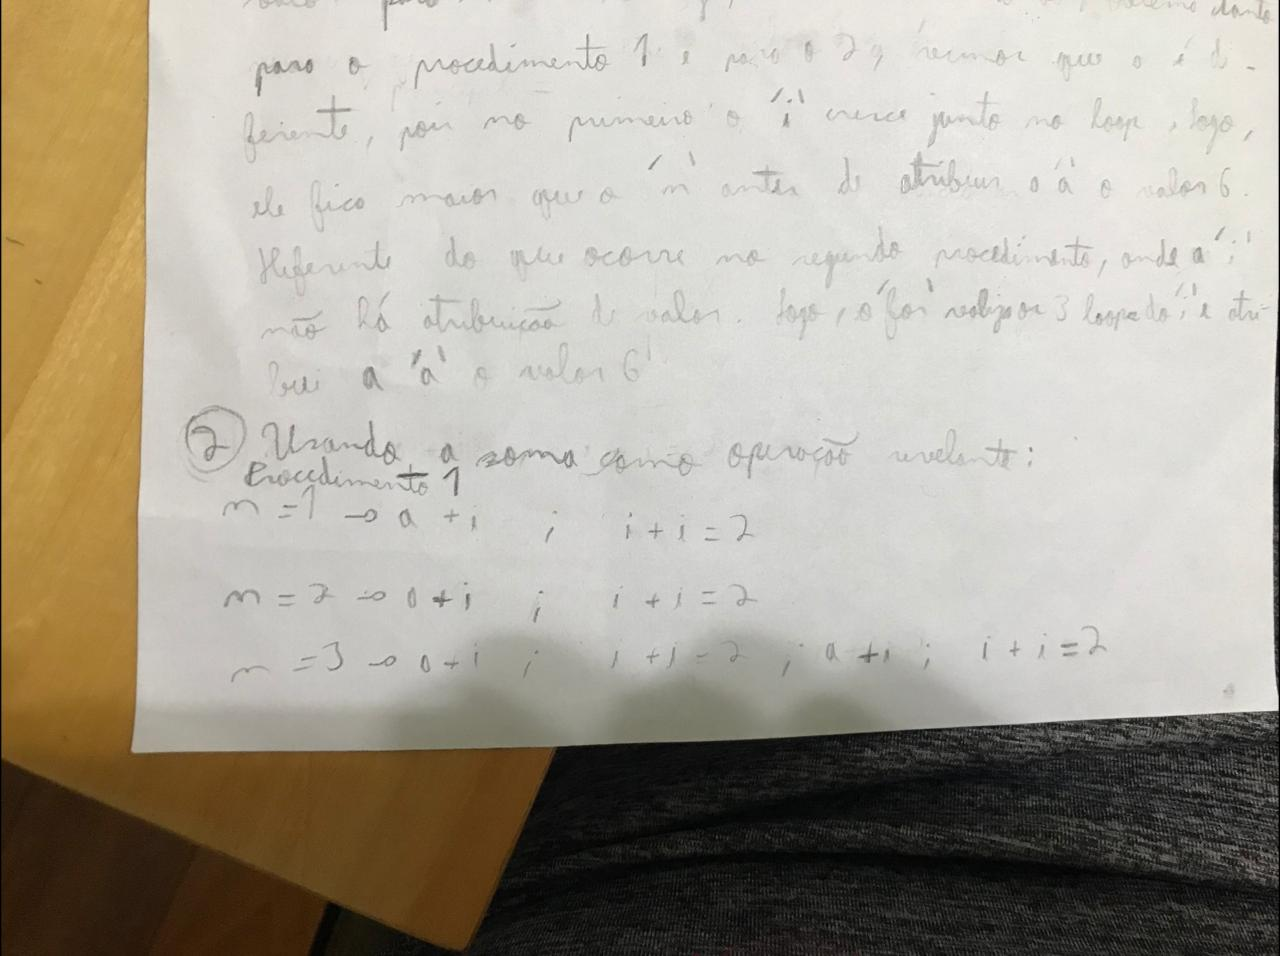 para o procedimento 1 e para o 2, vemos que o é di-
ferente, pois no primeiro o 'i' cresce junto no loop, logo,
ele fica maior que o 'n' antes de atribuir o a' o valor 6.
Diferente do que ocorre no segundo procedimento, onde a 'i'
não há atribuição de valor. Logo, o 'for' realiza os 3 loops do 'i' e atri-
bui a 'a' o valor 6'
2 Usando a soma como operação relevante:
Procedimento 1
n = 1 → a + i ; i + i = 2
n = 2 → a + i ; i + i = 2
n = 3 → a + i ; i + i = 2 ; a + i ; i + i = 2